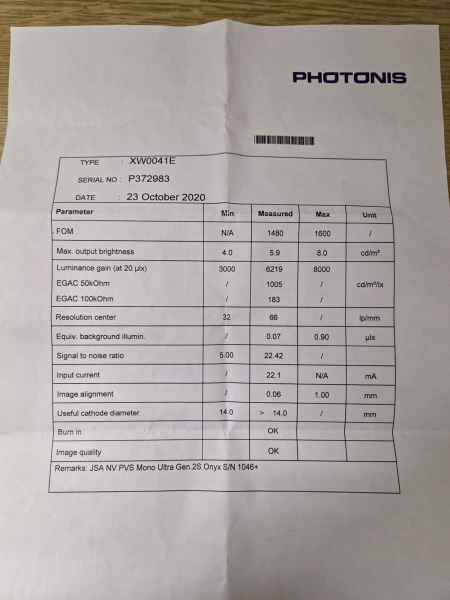 PHOTONIS
TYPE : XW0041E
SERIAL NO : P372983
DATE : 23 October 2020
Parameter Min Measured Max Unit
FOM N/A 1480 1600 /
Max. output brightness 4.0 5.9 8.0 cd/m²
Luminance gain (at 20 µlx) 3000 6219 8000
EGAC 50kOhm / 1005 / cd/m²/lx
EGAC 100kOhm / 183 /
Resolution center 32 66 / lp/mm
Equiv. background illumin. / 0.07 0.90 µlx
Signal to noise ratio 5.00 22.42 /
Input current / 22.1 N/A mA
Image alignment / 0.06 1.00 mm
Useful cathode diameter 14.0 > 14.0 / mm
Burn in OK
Image quality OK
Remarks: JSA NV PVS Mono Ultra Gen.2S Onyx S/N 1046+